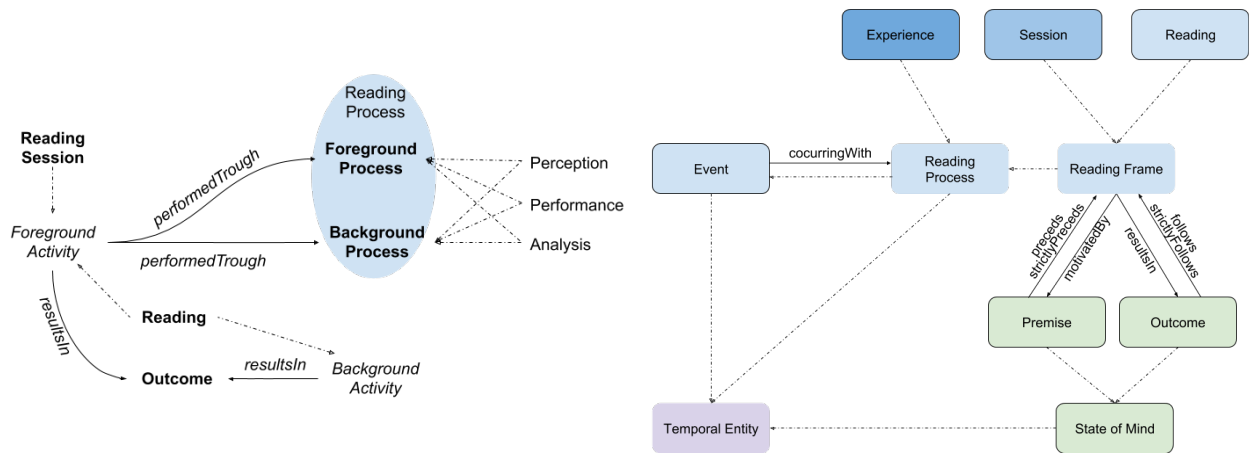 Reading
Process
Reading
Session
Foreground
Process
performedTrough
Perception
Performance
Foreground
Activity
Background
Process
Analysis
performedTrough
resultsIn
Reading
Outcome
resultsIn
Background
Activity
Experience
Session
Reading
Event
cocurringWith
Reading
Process
Reading Frame
preceds
strictlyPreceds
motivatedBy
resultsIn
follows
strictlyFollows
Premise
Outcome
Temporal Entity
State of Mind